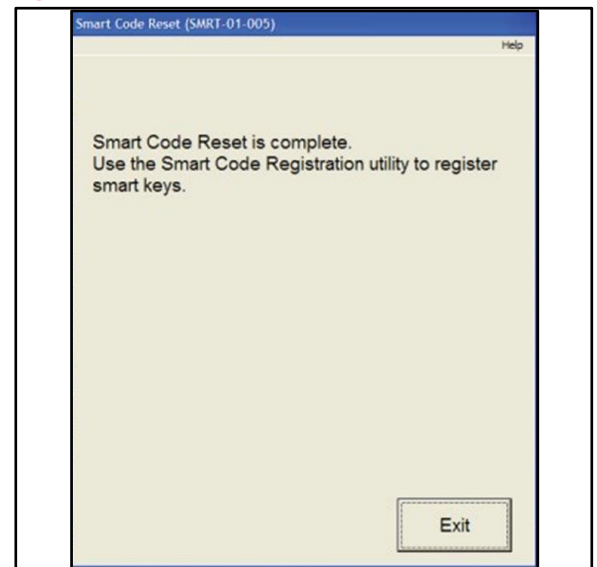 Smart Code Reset (SMRT-01-005)
Help
Smart Code Reset is complete.
Use the Smart Code Registration utility to register
smart keys.
Exit